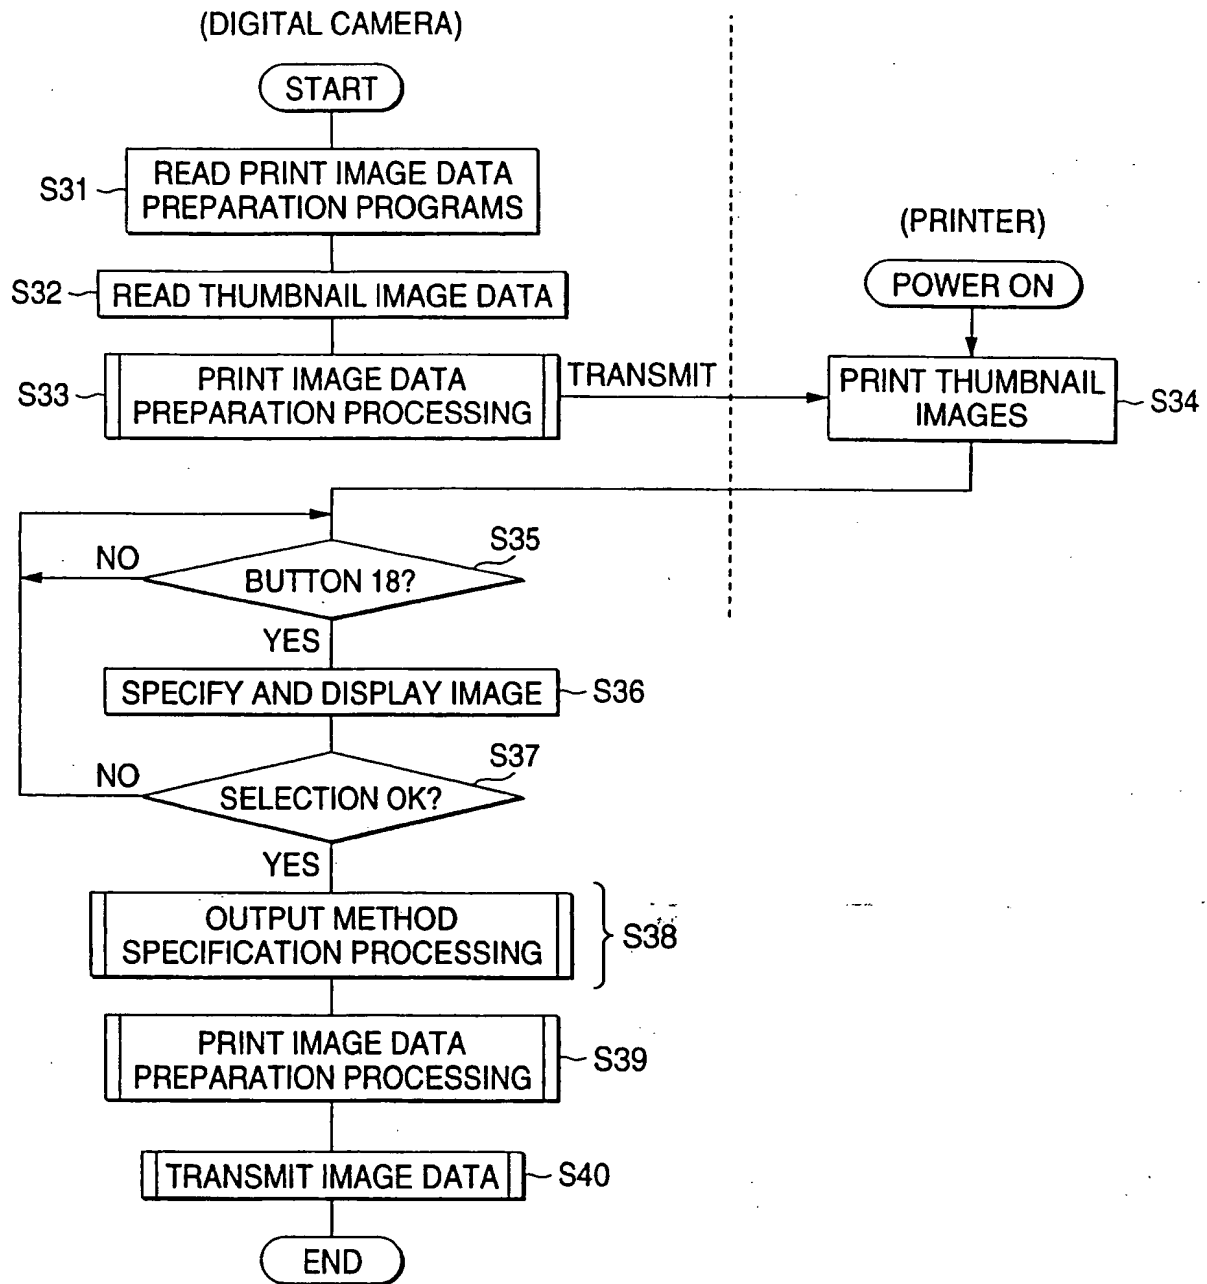 (DIGITAL CAMERA)
START
S31
READ PRINT IMAGE DATA
PREPARATION PROGRAMS
S32
READ THUMBNAIL IMAGE DATA
S33
PRINT IMAGE DATA
PREPARATION PROCESSING
TRANSMIT
(PRINTER)
POWER ON
PRINT THUMBNAIL
IMAGES
S34
S35
NO
BUTTON 18?
YES
SPECIFY AND DISPLAY IMAGE
S36
S37
NO
SELECTION OK?
YES
OUTPUT METHOD
SPECIFICATION PROCESSING
S38
PRINT IMAGE DATA
PREPARATION PROCESSING
S39
TRANSMIT IMAGE DATA
S40
END